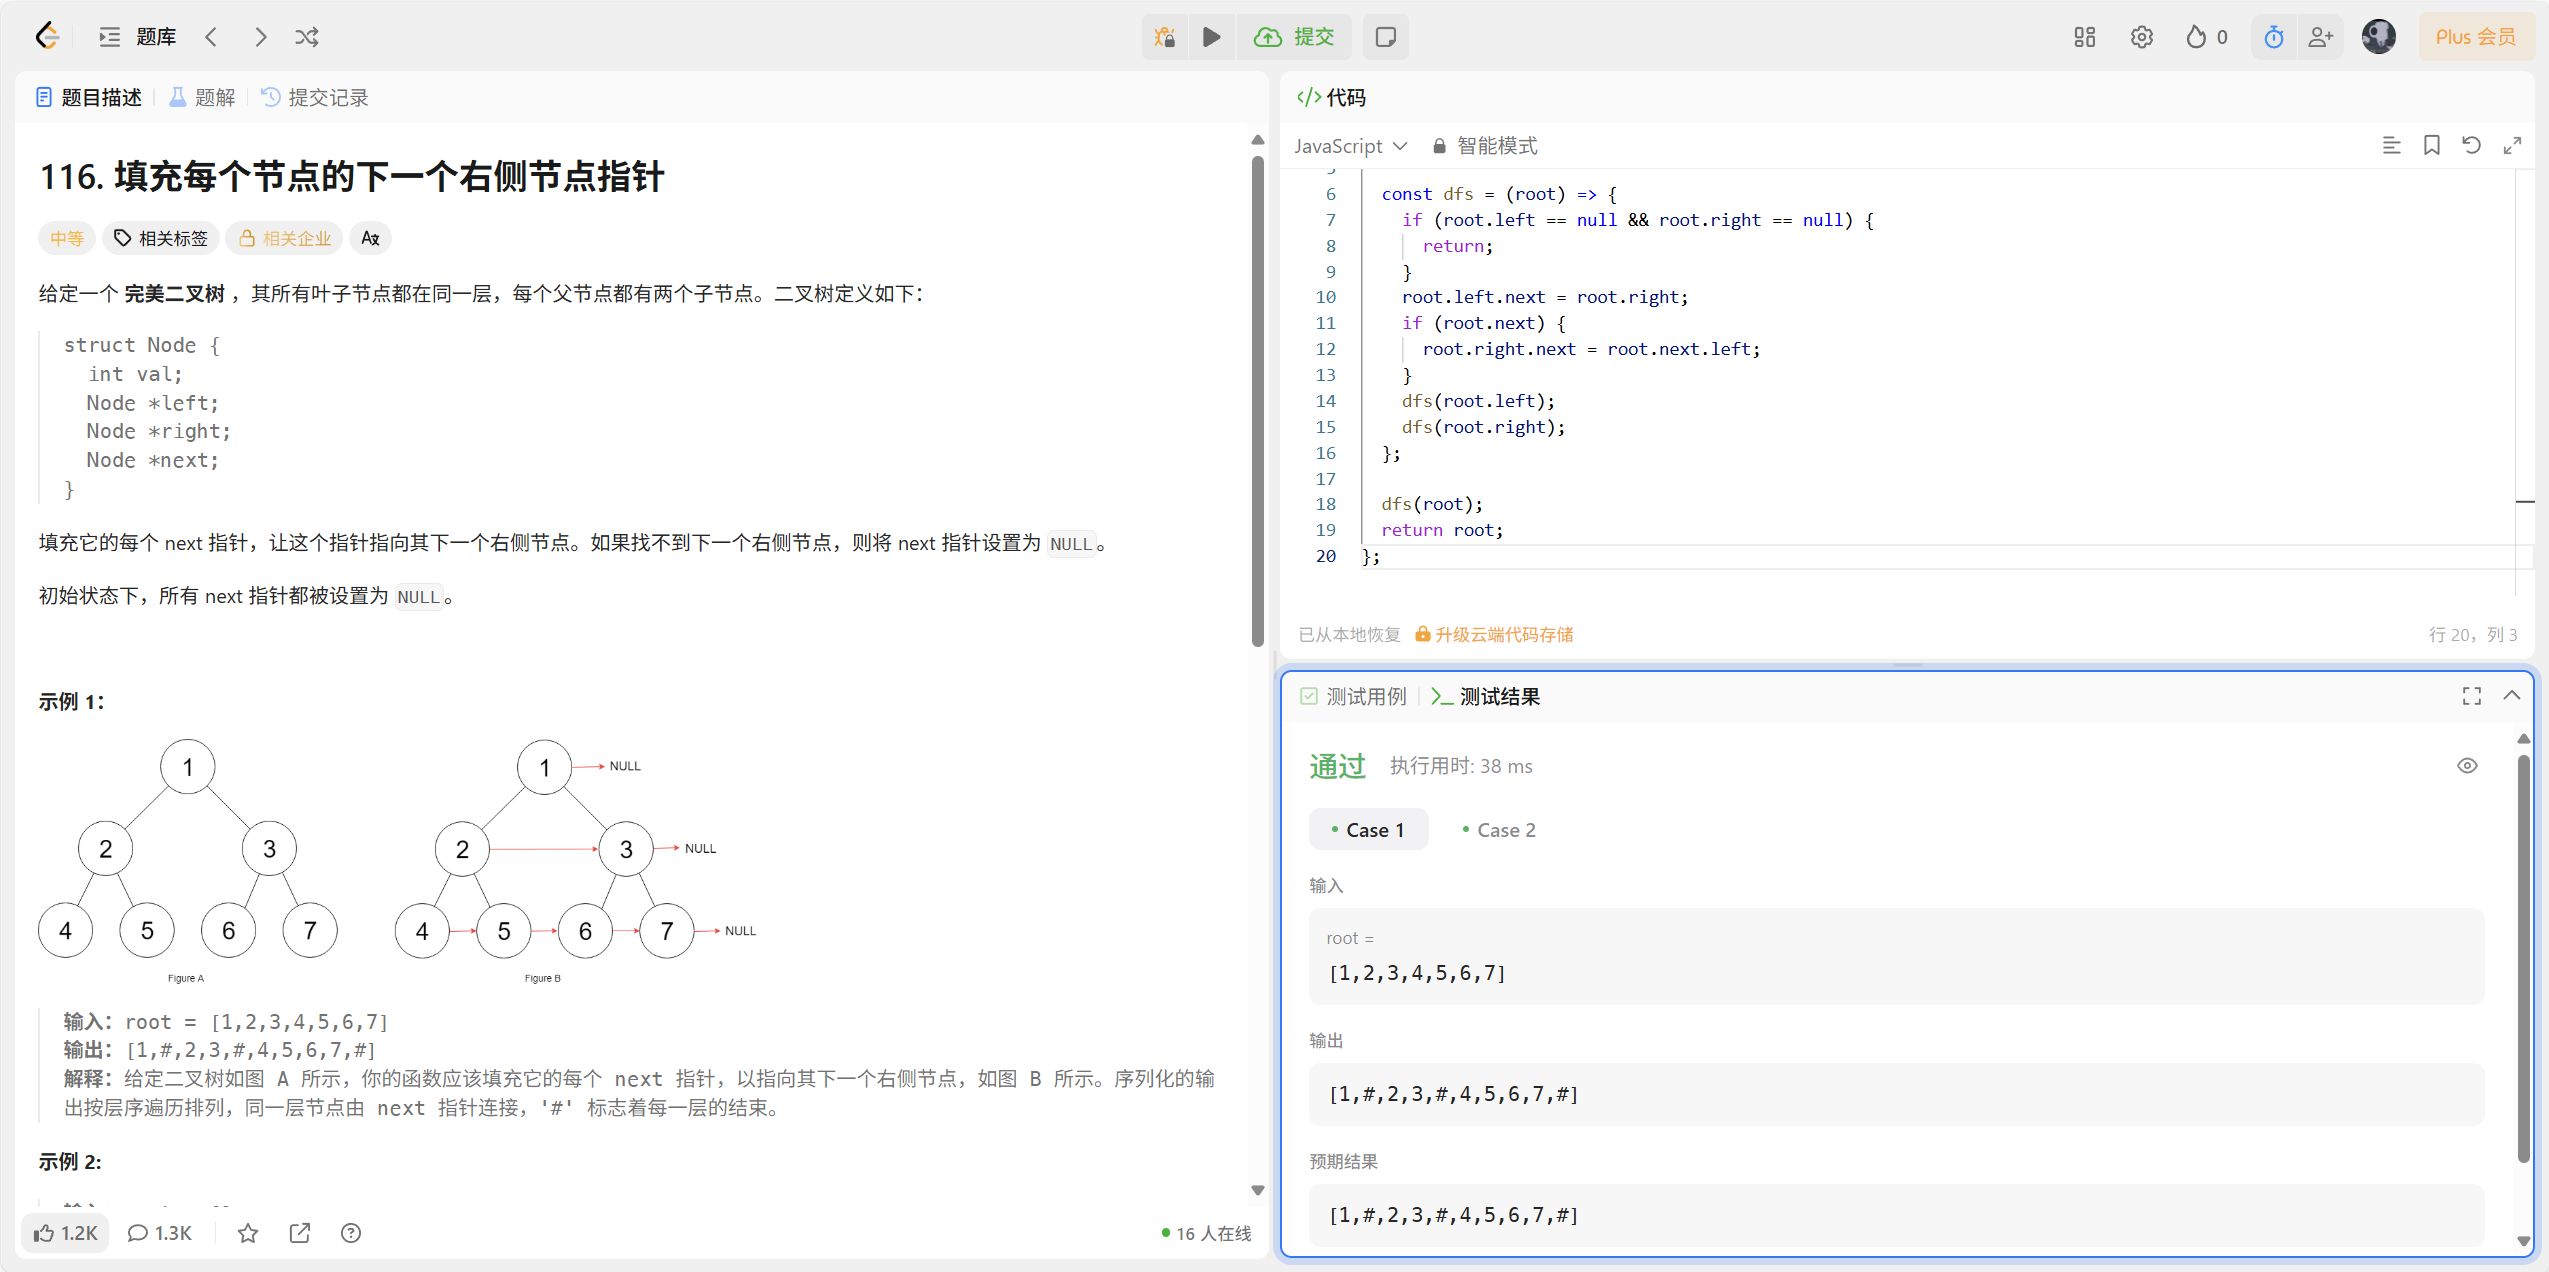 题库
提交
0
Plus 会员
题目描述
题解
提交记录
116. 填充每个节点的下一个右侧节点指针
中等
相关标签
相关企业
给定一个 完美二叉树 ，其所有叶子节点都在同一层，每个父节点都有两个子节点。二叉树定义如下：
struct Node {
int val;
Node *left;
Node *right;
Node *next;
}
填充它的每个 next 指针，让这个指针指向其下一个右侧节点。如果找不到下一个右侧节点，则将 next 指针设置为 NULL。
初始状态下，所有 next 指针都被设置为 NULL。
示例 1：
1
2
3
4
5
6
7
Figure A
1
NULL
2
3
NULL
4
5
6
7
NULL
Figure B
输入：root = [1,2,3,4,5,6,7]
输出：[1,#,2,3,#,4,5,6,7,#]
解释：给定二叉树如图 A 所示，你的函数应该填充它的每个 next 指针，以指向其下一个右侧节点，如图 B 所示。序列化的输
出按层序遍历排列，同一层节点由 next 指针连接，'#' 标志着每一层的结束。
示例 2:
1.2K
1.3K
16 人在线
</> 代码
JavaScript
智能模式
6 const dfs = (root) => {
7 if (root.left == null && root.right == null) {
8 return;
9 }
10 root.left.next = root.right;
11 if (root.next) {
12 root.right.next = root.next.left;
13 }
14 dfs(root.left);
15 dfs(root.right);
16 };
17
18 dfs(root);
19 return root;
20 };
已从本地恢复
升级云端代码存储
行 20，列 3
测试用例
测试结果
通过
执行用时: 38 ms
Case 1
Case 2
输入
root =
[1,2,3,4,5,6,7]
输出
[1,#,2,3,#,4,5,6,7,#]
预期结果
[1,#,2,3,#,4,5,6,7,#]